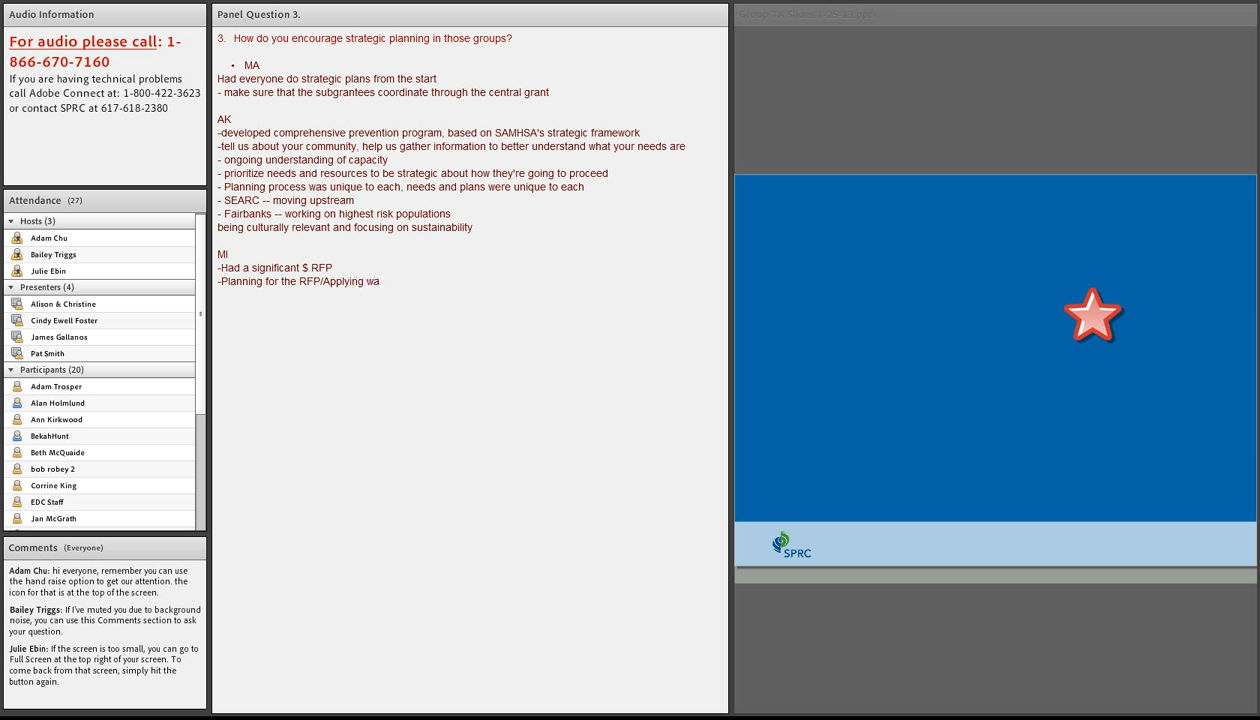 Audio Information
For audio please call: 1-
866-670-7160
If you are having technical problems
call Adobe Connect at: 1-800-422-3623
or contact SPRC at 617-618-2380
Attendance (27)
Hosts (3)
Adam Chu
Bailey Triggs
Julie Ebin
Presenters (4)
Alison & Christine
Cindy Ewell Foster
James Gallanos
Pat Smith
Participants (20)
Adam Trosper
Alan Holmlund
Ann Kirkwood
BekahHunt
Beth McQuaide
bob robey 2
Corrine King
EDC Staff
Jan McGrath
Comments (Everyone)
Adam Chu: hi everyone, remember you can use
the hand raise option to get our attention. the
icon for that is at the top of the screen.
Bailey Triggs: If I've muted you due to background
noise, you can use this Comments section to ask
your question.
Julie Ebin: If the screen is too small, you can go to
Full Screen at the top right of your screen. To
come back from that screen, simply hit the
button again.
Panel Question 3.
3. How do you encourage strategic planning in those groups?
• MA
Had everyone do strategic plans from the start
- make sure that the subgrantees coordinate through the central grant
AK
-developed comprehensive prevention program, based on SAMHSA's strategic framework
-tell us about your community, help us gather information to better understand what your needs are
- ongoing understanding of capacity
- prioritize needs and resources to be strategic about how they're going to proceed
- Planning process was unique to each, needs and plans were unique to each
- SEARC -- moving upstream
- Fairbanks -- working on highest risk populations
being culturally relevant and focusing on sustainability
MI
-Had a significant $ RFP
-Planning for the RFP/Applying wa
SPRC